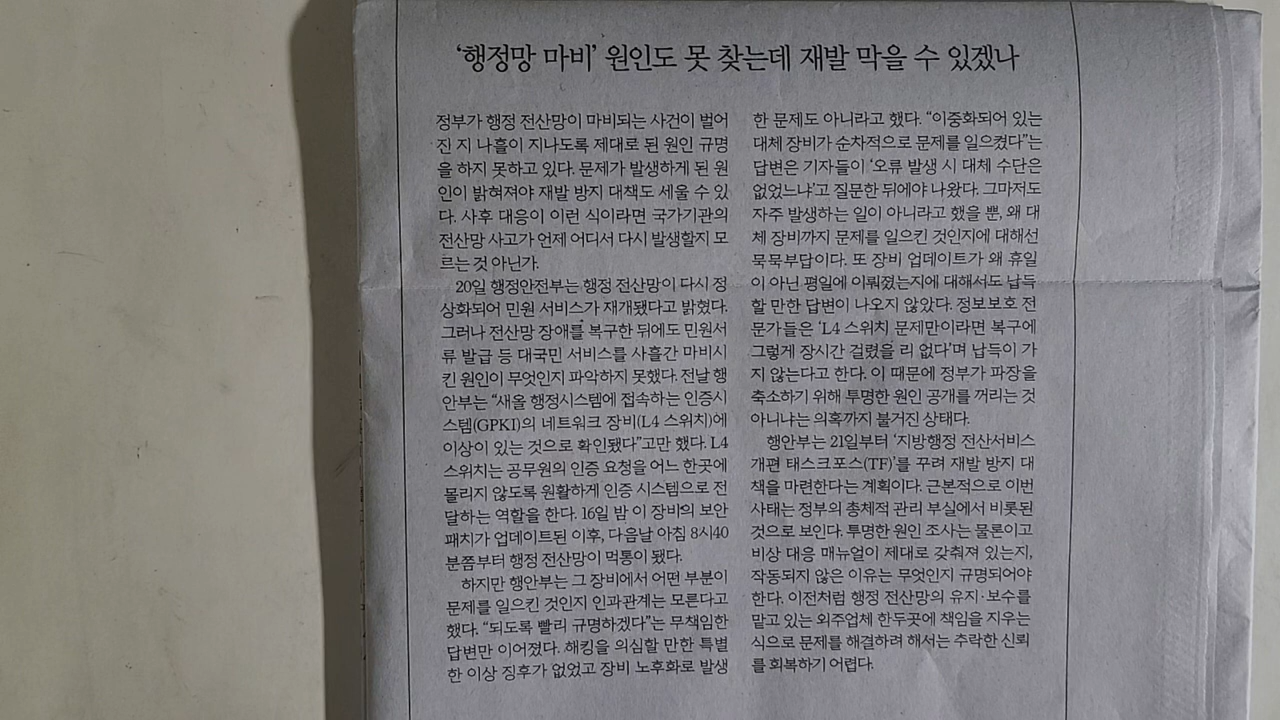 ‘행정망 마비’ 원인도 못 찾는데 재발 막을 수 있겠나
정부가 행정 전산망이 마비되는 사건이 벌어
진 지 나흘이 지나도록 제대로 된 원인 규명
을 하지 못하고 있다. 문제가 발생하게 된 원
인이 밝혀져야 재발 방지 대책도 세울 수 있
다. 사후 대응이 이런 식이라면 국가기관의
전산망 사고가 언제 어디서 다시 발생할지 모
르는 것 아닌가.
20일 행정안전부는 행정 전산망이 다시 정
상화되어 민원 서비스가 재개됐다고 밝혔다.
그러나 전산망 장애를 복구한 뒤에도 민원서
류 발급 등 대국민 서비스를 사흘간 마비시
킨 원인이 무엇인지 파악하지 못했다. 전날 행
안부는 “새올 행정시스템에 접속하는 인증시
스템(GPKI)의 네트워크 장비(L4 스위치)에
이상이 있는 것으로 확인됐다”고만 했다. L4
스위치는 공무원의 인증 요청을 어느 한곳에
몰리지 않도록 원활하게 인증 시스템으로 전
달하는 역할을 한다. 16일 밤 이 장비의 보안
패치가 업데이트된 이후, 다음날 아침 8시40
분쯤부터 행정 전산망이 먹통이 됐다.
하지만 행안부는 그 장비에서 어떤 부분이
문제를 일으킨 것인지 인과관계는 모른다고
했다. “되도록 빨리 규명하겠다”는 무책임한
답변만 이어졌다. 해킹을 의심할 만한 특별
한 이상 징후가 없었고 장비 노후화로 발생
한 문제도 아니라고 했다. “이중화되어 있는
대체 장비가 순차적으로 문제를 일으켰다”는
답변은 기자들이 ‘오류 발생 시 대체 수단은
없었느냐’고 질문한 뒤에야 나왔다. 그마저도
자주 발생하는 일이 아니라고 했을 뿐, 왜 대
체 장비까지 문제를 일으킨 것인지에 대해선
묵묵부답이다. 또 장비 업데이트가 왜 휴일
이 아닌 평일에 이뤄졌는지에 대해서도 납득
할 만한 답변이 나오지 않았다. 정보보호 전
문가들은 ‘L4 스위치 문제만이라면 복구에
그렇게 장시간 걸렸을 리 없다’며 납득이 가
지 않는다고 한다. 이 때문에 정부가 파장을
축소하기 위해 투명한 원인 공개를 꺼리는 것
아니냐는 의혹까지 불거진 상태다.
행안부는 21일부터 ‘지방행정 전산서비스
개편 태스크포스(TF)’를 꾸려 재발 방지 대
책을 마련한다는 계획이다. 근본적으로 이번
사태는 정부의 총체적 관리 부실에서 비롯된
것으로 보인다. 투명한 원인 조사는 물론이고
비상 대응 매뉴얼이 제대로 갖춰져 있는지,
작동되지 않은 이유는 무엇인지 규명되어야
한다. 이전처럼 행정 전산망의 유지·보수를
맡고 있는 외주업체 한두곳에 책임을 지우는
식으로 문제를 해결하려 해서는 추락한 신뢰
를 회복하기 어렵다.